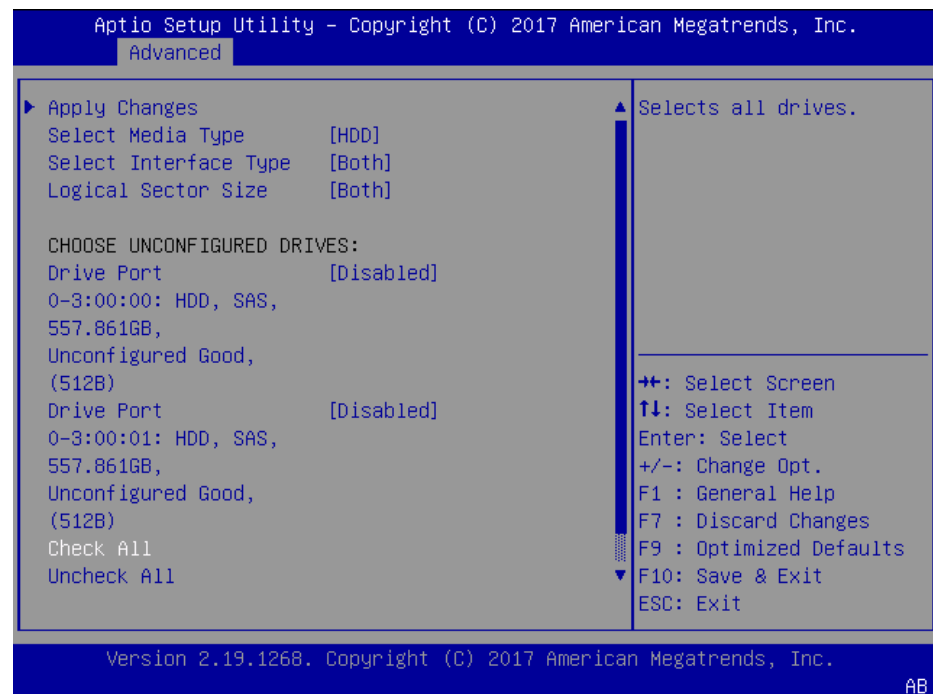 Aptio Setup Utility – Copyright (C) 2017 American Megatrends, Inc.
Advanced
Apply Changes
Select Media Type [HDD]
Select Interface Type [Both]
Logical Sector Size [Both]
CHOOSE UNCONFIGURED DRIVES:
Drive Port [Disabled]
0-3:00:00: HDD, SAS,
557.861GB,
Unconfigured Good,
(512B)
Drive Port [Disabled]
0-3:00:01: HDD, SAS,
557.861GB,
Unconfigured Good,
(512B)
Check All
Uncheck All
Selects all drives.
→←: Select Screen
↑↓: Select Item
Enter: Select
+/-: Change Opt.
F1 : General Help
F7 : Discard Changes
F9 : Optimized Defaults
F10: Save & Exit
ESC: Exit
Version 2.19.1268. Copyright (C) 2017 American Megatrends, Inc.
AB